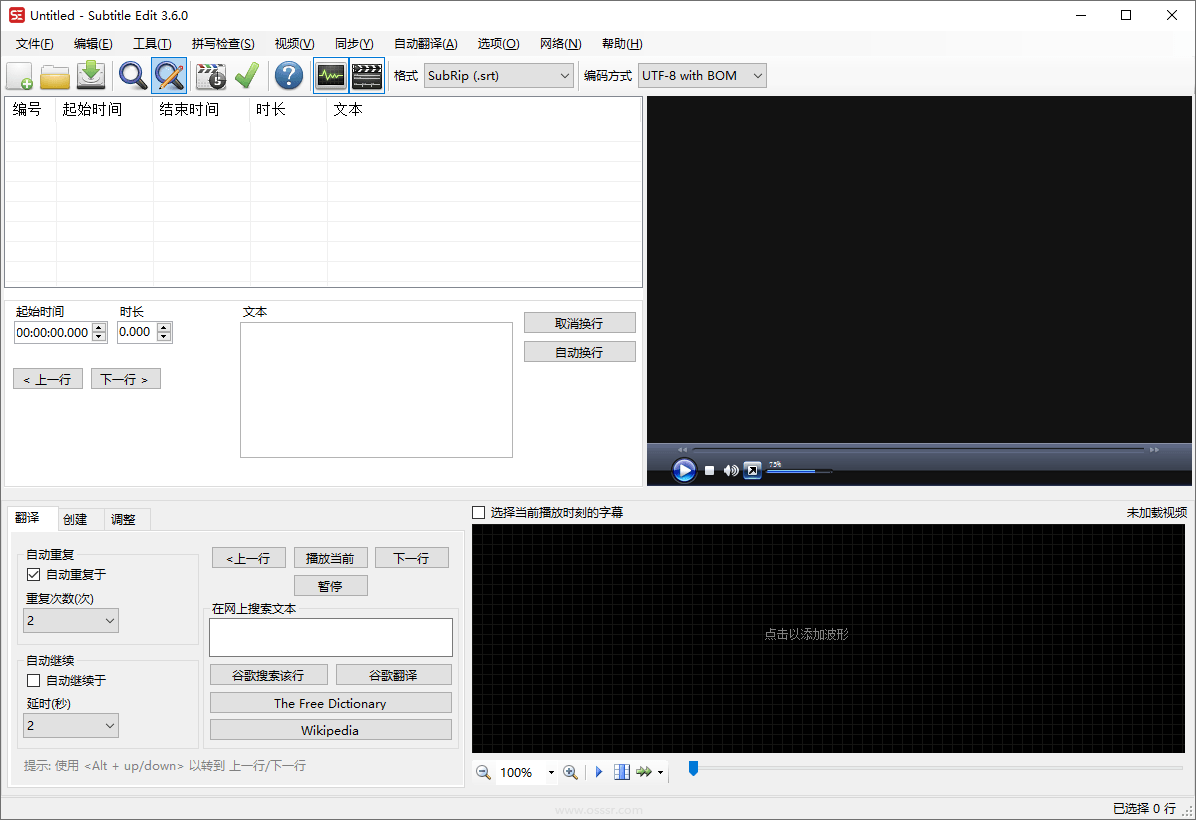 Untitled - Subtitle Edit 3.6.0
文件(F) 编辑(E) 工具(T) 拼写检查(S) 视频(V) 同步(Y) 自动翻译(A) 选项(O) 网络(N) 帮助(H)
格式 SubRip (.srt) 编码方式 UTF-8 with BOM
编号 起始时间 结束时间 时长 文本
起始时间 时长 文本
00:00:00.000 0.000
取消换行
自动换行
< 上一行 下一行 >
75%
翻译 创建 调整
选择当前播放时刻的字幕 未加载视频
自动重复
自动重复于
重复次数(次)
2
自动继续
自动继续于
延时(秒)
2
<上一行 播放当前 下一行
暂停
在网上搜索文本
谷歌搜索该行 谷歌翻译
The Free Dictionary
Wikipedia
提示: 使用 <Alt + up/down> 以转到 上一行/下一行
点击以添加波形
100%
www.osssr.com
已选择 0 行